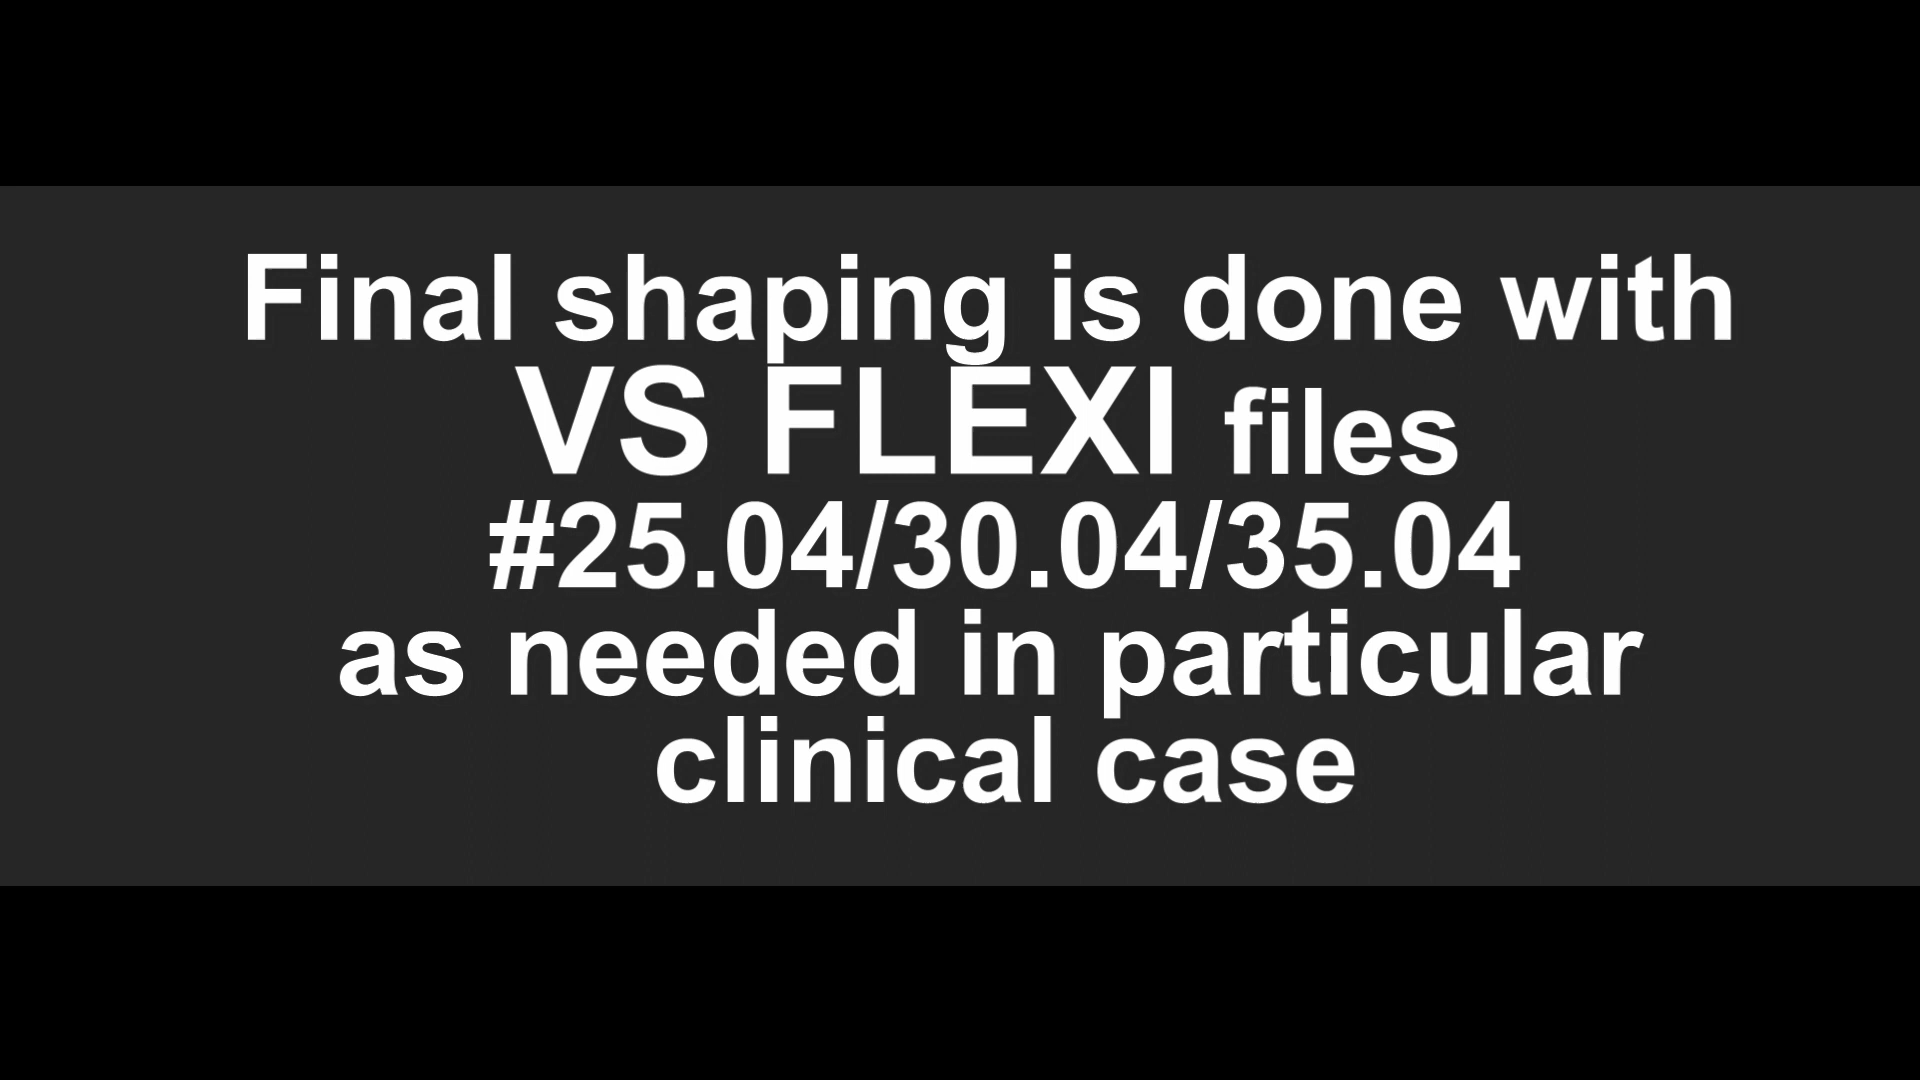 Final shaping is done with
VS FLEXI files
#25.04/30.04/35.04
as needed in particular
clinical case